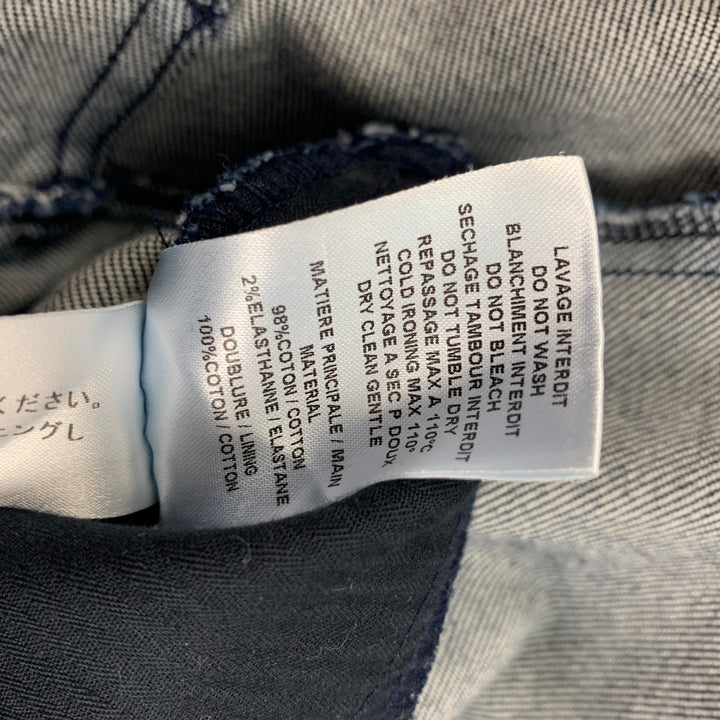 LAVAGE INTERDIT
DO NOT WASH
BLANCHIMENT INTERDIT
DO NOT BLEACH
SECHAGE TAMBOUR INTERDIT
DO NOT TUMBLE DRY
REPASSAGE MAX A 110°C
COLD IRONING MAX 110°
NETTOYAGE A SEC P DOUX
DRY CLEAN GENTLE
MATIERE PRINCIPALE / MAIN
MATERIAL
98%COTON / COTTON
2%ELASTHANNE / ELASTANE
DOUBLURE / LINING
100%COTON / COTTON
ください。
ニングし